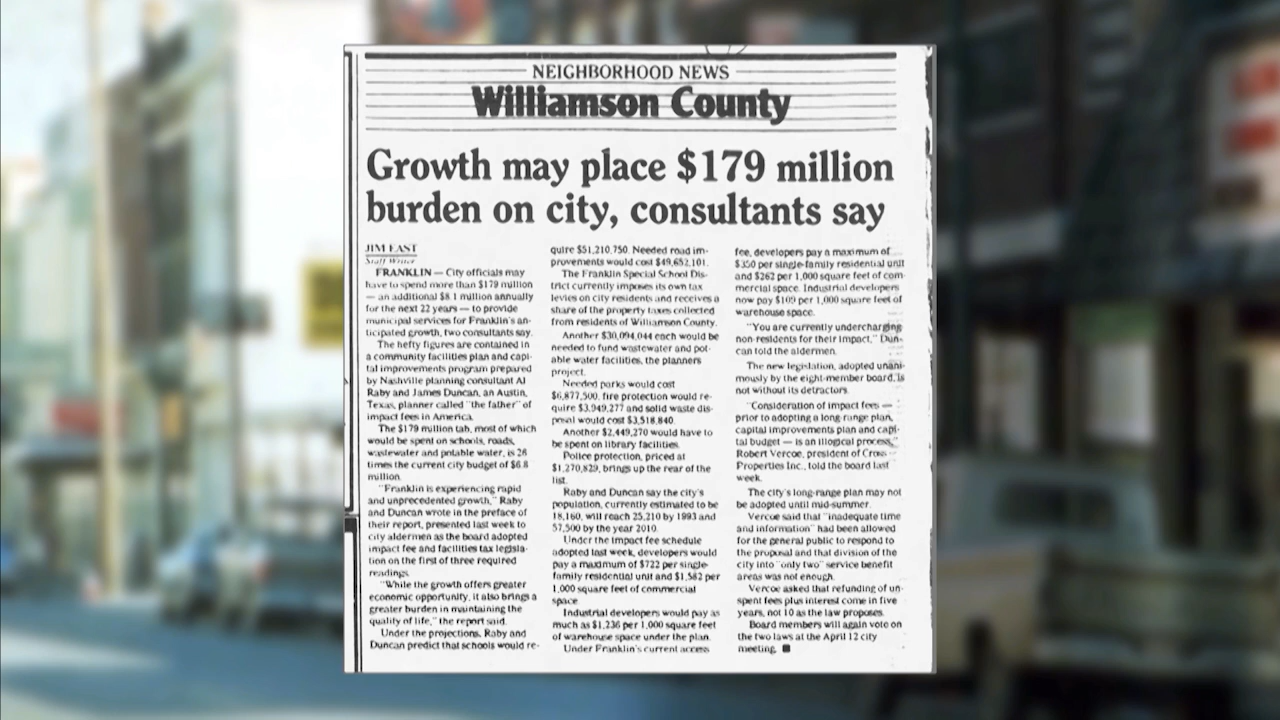 NEIGHBORHOOD NEWS
Williamson County
Growth may place $179 million
burden on city, consultants say
JIM EAST
Staff Writer
FRANKLIN — City officials may
have to spend more than $179 million
— an additional $8.1 million annually
for the next 22 years — to provide
municipal services for Franklin's an-
ticipated growth, two consultants say.
The hefty figures are contained in
a community facilities plan and capi-
tal improvements program prepared
by Nashville planning consultant Al
Raby and James Duncan, an Austin,
Texas, planner called "the father" of
impact fees in America.
The $179 million tab, most of which
would be spent on schools, roads,
wastewater and potable water, is 26
times the current city budget of $6.8
million.
"Franklin is experiencing rapid
and unprecedented growth," Raby
and Duncan wrote in the preface of
their report, presented last week to
city aldermen as the board adopted
impact fee and facilities tax legisla-
tion on the first of three required
readings.
"While the growth offers greater
economic opportunity, it also brings a
greater burden in maintaining the
quality of life," the report said.
Under the projections, Raby and
Duncan predict that schools would re-
quire $51,210,750. Needed road im-
provements would cost $49,652,101.
The Franklin Special School Dis-
trict currently imposes its own tax
levies on city residents and receives a
share of the property taxes collected
from residents of Williamson County.
Another $30,094,044 each would be
needed to fund wastewater and pot-
able water facilities, the planners
project.
Needed parks would cost
$6,877,500, fire protection would re-
quire $3,949,277 and solid waste dis-
posal would cost $3,518,840.
Another $2,449,270 would have to
be spent on library facilities.
Police protection, priced at
$1,270,829, brings up the rear of the
list.
Raby and Duncan say the city's
population, currently estimated to be
18,160, will reach 25,210 by 1993 and
57,500 by the year 2010.
Under the impact fee schedule
adopted last week, developers would
pay a maximum of $722 per single-
family residential unit and $1,582 per
1,000 square feet of commercial
space.
Industrial developers would pay as
much as $1,236 per 1,000 square feet
of warehouse space under the plan.
Under Franklin's current access
fee, developers pay a maximum of
$350 per single-family residential unit
and $262 per 1,000 square feet of com-
mercial space. Industrial developers
now pay $109 per 1,000 square feet of
warehouse space.
"You are currently undercharging
non-residents for their impact," Dun-
can told the aldermen.
The new legislation, adopted unani-
mously by the eight-member board, is
not without its detractors.
"Consideration of impact fees —
prior to adopting a long range plan,
capital improvements plan and capi-
tal budget — is an illogical process,"
Robert Vercoe, president of Cross
Properties Inc., told the board last
week.
The city's long-range plan may not
be adopted until mid-summer.
Vercoe said that "inadequate time
and information" had been allowed
for the general public to respond to
the proposal and that division of the
city into "only two" service benefit
areas was not enough.
Vercoe asked that refunding of un-
spent fees plus interest come in five
years, not 10 as the law proposes.
Board members will again vote on
the two laws at the April 12 city
meeting. ■